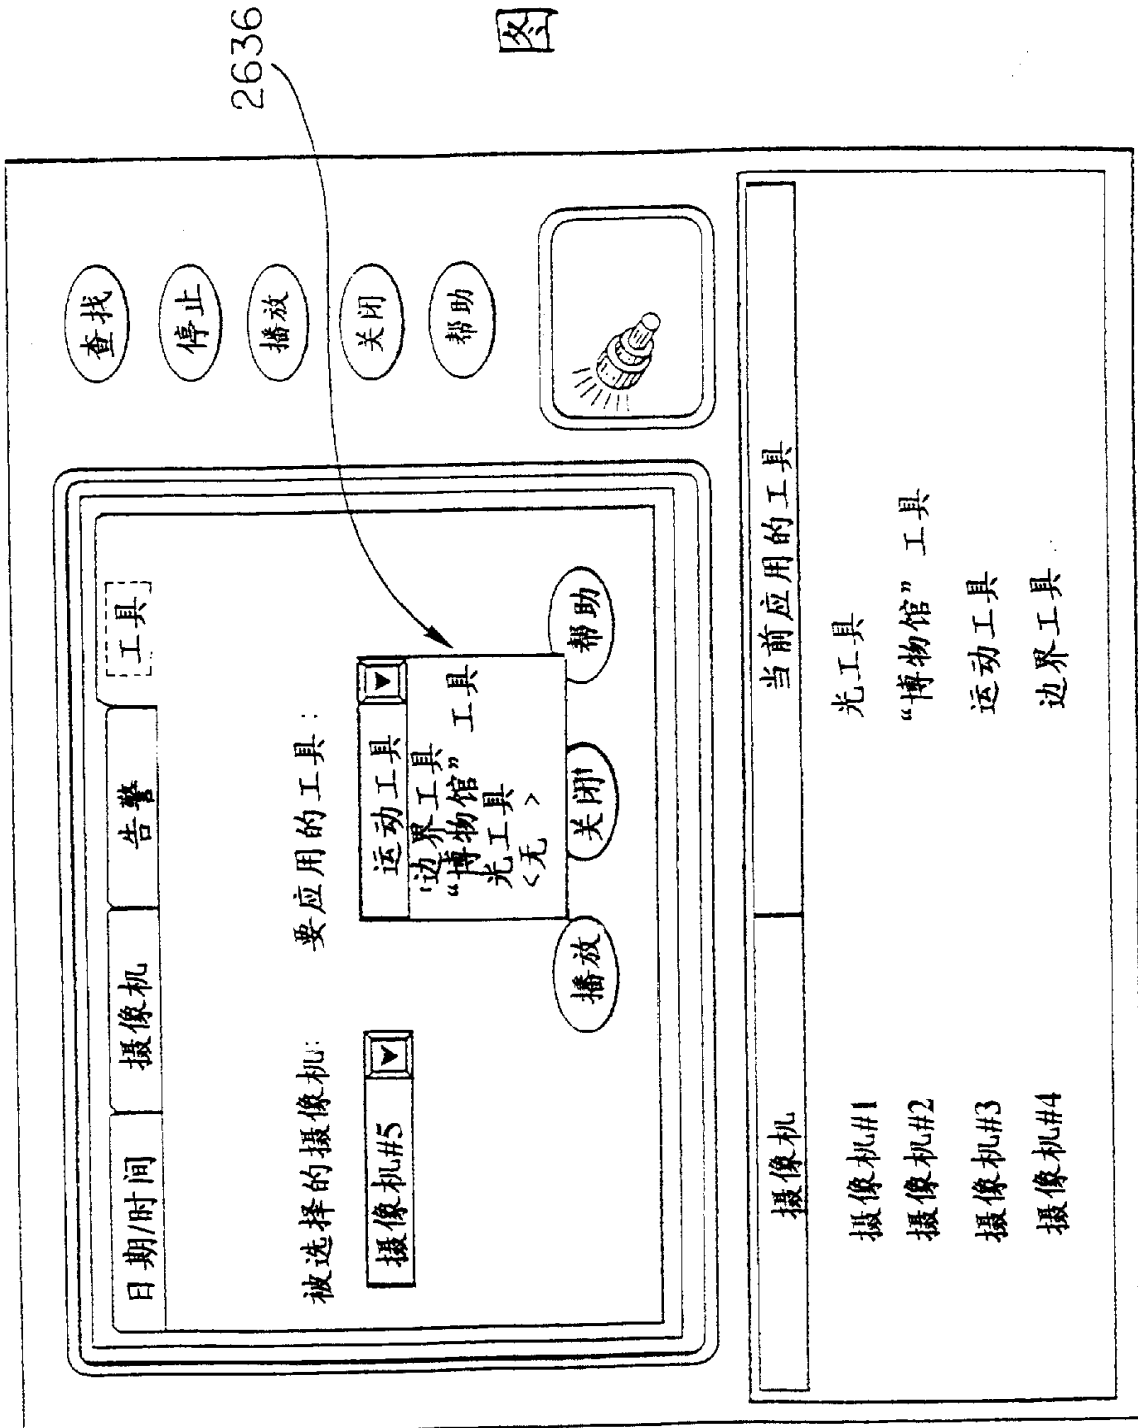 2636
图
日期/时间
摄像机
告警
工具
被选择的摄像机:
要应用的工具:
摄像机#5
运动工具
边界工具
“博物馆” 工具
光工具
<无 >
播放
关闭
帮助
查找
停止
播放
关闭
帮助
摄像机
当前应用的工具
摄像机#1
光工具
摄像机#2
“博物馆” 工具
摄像机#3
运动工具
摄像机#4
边界工具